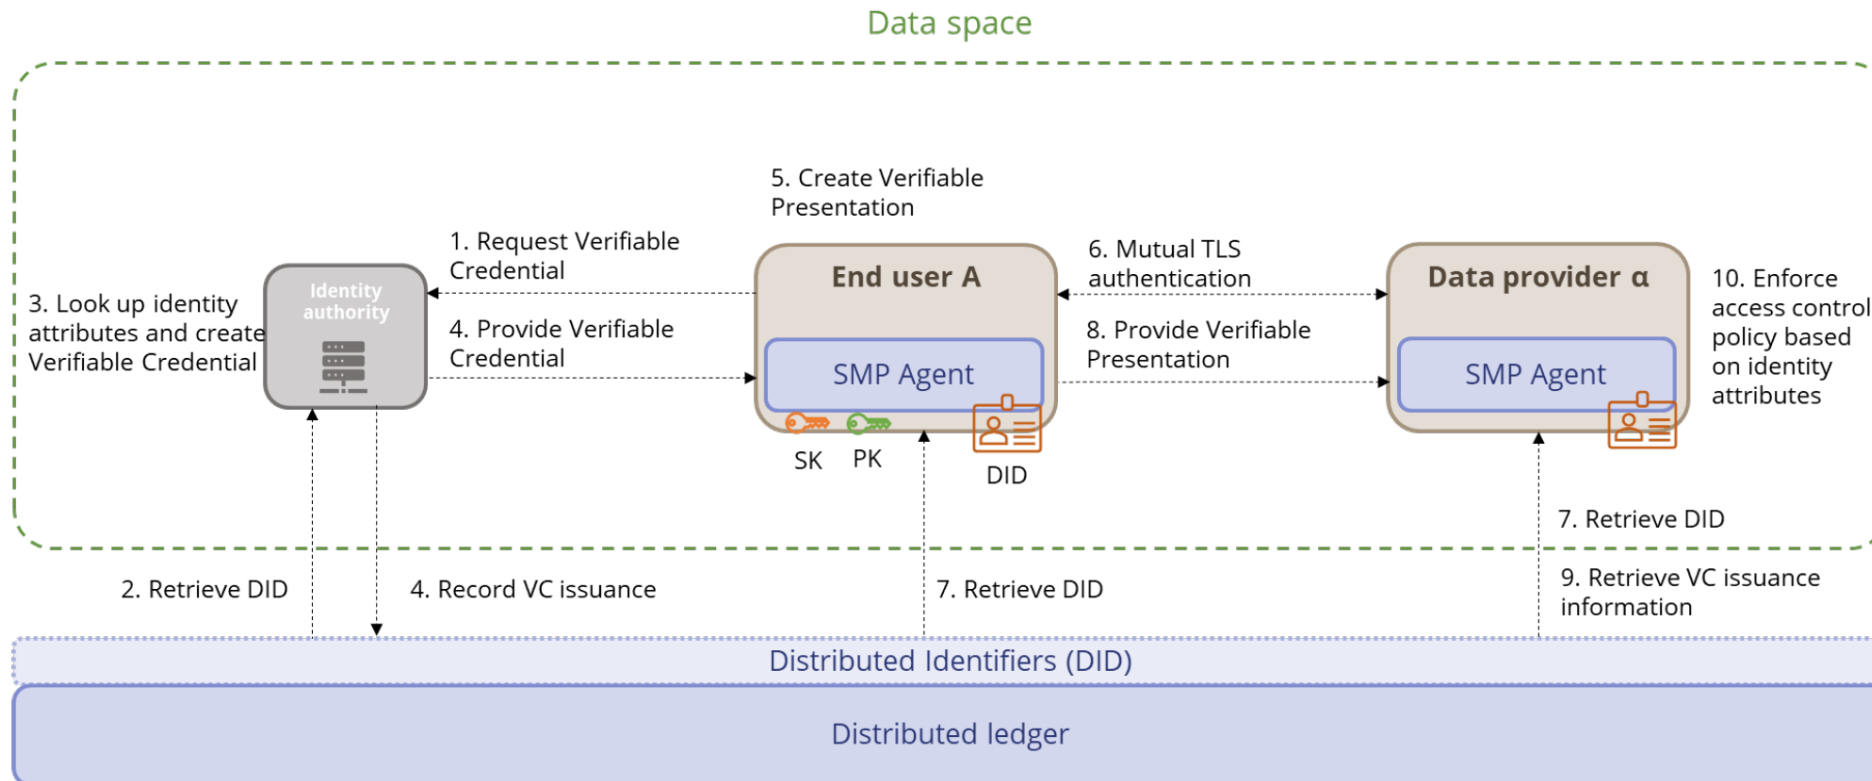 Data space
5. Create Verifiable
Presentation
1. Request Verifiable
Credential
6. Mutual TLS
authentication
End user A
Data provider α
10. Enforce
access control
policy based
on identity
attributes
Identity
authority
3. Look up identity
attributes and create
Verifiable Credential
4. Provide Verifiable
Credential
8. Provide Verifiable
Presentation
SMP Agent
SMP Agent
SK
PK
DID
7. Retrieve DID
2. Retrieve DID
4. Record VC issuance
7. Retrieve DID
9. Retrieve VC issuance
information
Distributed Identifiers (DID)
Distributed ledger